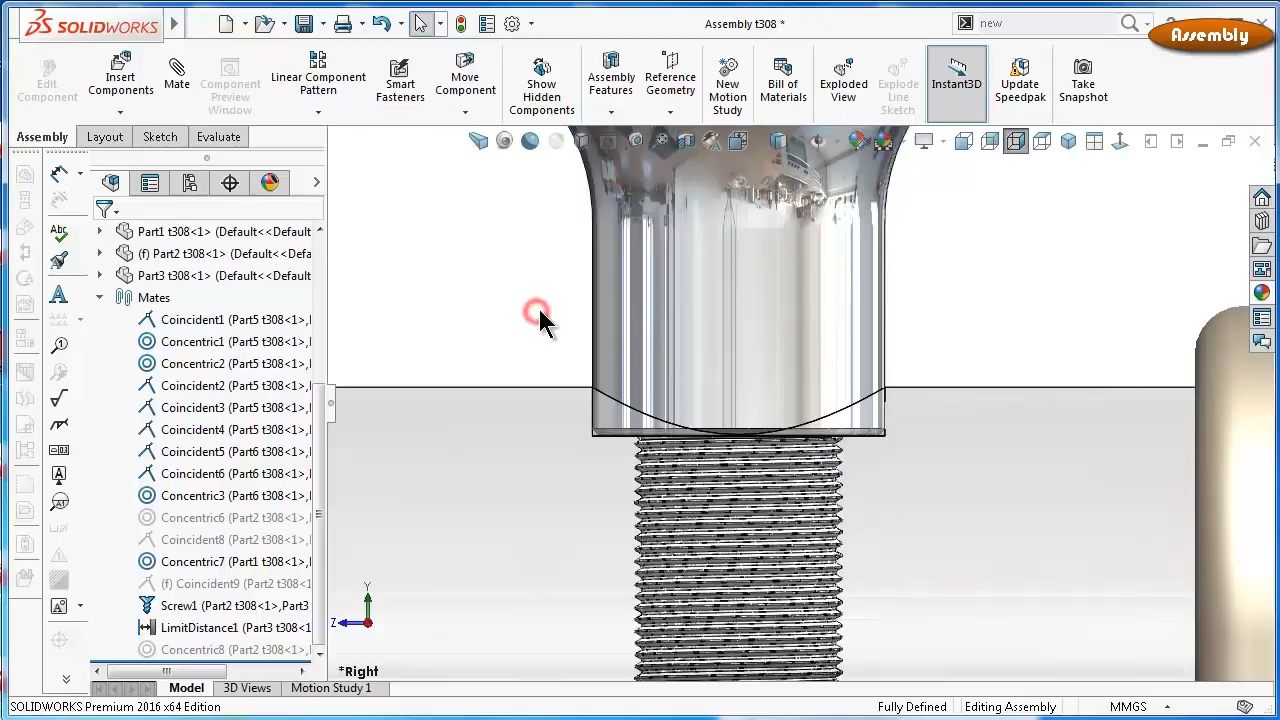 SOLIDWORKS
Assembly t308 *
new
Assembly
Edit
Component
Insert
Components
Mate
Component
Preview
Window
Linear Component
Pattern
Smart
Fasteners
Move
Component
Show
Hidden
Components
Assembly
Features
Reference
Geometry
New
Motion
Study
Bill of
Materials
Exploded
View
Explode
Line
Sketch
Instant3D
Update
Speedpak
Take
Snapshot
Assembly
Layout
Sketch
Evaluate
Part1 t308<1> (Default<<Default
(f) Part2 t308<1> (Default<<Defa
Part3 t308<1> (Default<<Default
Mates
Coincident1 (Part5 t308<1>,
Concentric1 (Part5 t308<1>,
Concentric2 (Part5 t308<1>,
Coincident2 (Part5 t308<1>,
Coincident3 (Part5 t308<1>,
Coincident4 (Part5 t308<1>,
Coincident5 (Part6 t308<1>,
Coincident6 (Part6 t308<1>,
Concentric5 (Part6 t308<1>,
Concentric6 (Part2 t308<1>,
Concentric8 (Part2 t308<1>,
Concentric7 (Part2 t308<1>,
(f) Coincident9 (Part2 t308<
Screw1 (Part2 t308<1>,Part3
LimitDistance1 (Part3 t308<
Y
Z
*Right
Model
3D Views
Motion Study 1
SOLIDWORKS Premium 2016 x64 Edition
Fully Defined
Editing Assembly
MMGS